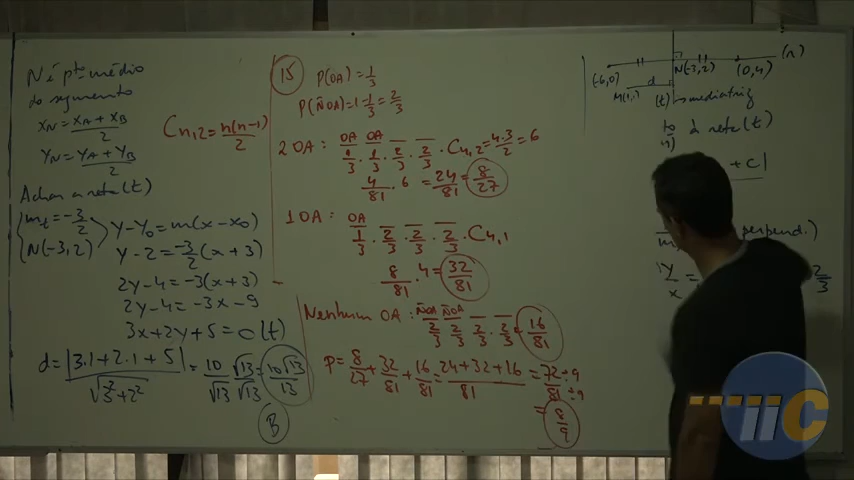 N é pto médio
do segmento
xN = xA + xB / 2
yN = yA + yB / 2
Cn,2 = n(n-1) / 2
Achar a reta (t)
mt = -3/2
N(-3,2)
y-y0 = m(x-x0)
y-2 = -3/2 (x+3)
2y-4 = -3(x+3)
2y-4 = -3x-9
3x+2y+5=0 (t)
d = |3.1+2.1+5| / √3²+2² = 10/√13 √13/√13 = 10√13/13
B
15
P(OA) = 1/3
P(ÑOA) = 1-1/3 = 2/3
2 OA: OA OA
1/3 . 1/3 . 2/3 . 2/3 . C4,2 = 4.3/2 = 6
4/81 . 6 = 24/81 = 8/27
1 OA: OA
1/3 . 2/3 . 2/3 . 2/3 . C4,1
8/81 . 4 = 32/81
Nenhum OA: ÑOA ÑOA
2/3 . 2/3 . 2/3 . 2/3 = 16/81
P = 8/27 + 32/81 + 16/81 = 24+32+16 / 81 = 72÷9 / 81÷9
= 8/9
(r)
(-6,0)
N(-3,2)
(0,4)
M(1,1)
d
(t) mediatriz
to à reta (t)
+ c|
perpend.)
y/x =
2/3
iiC